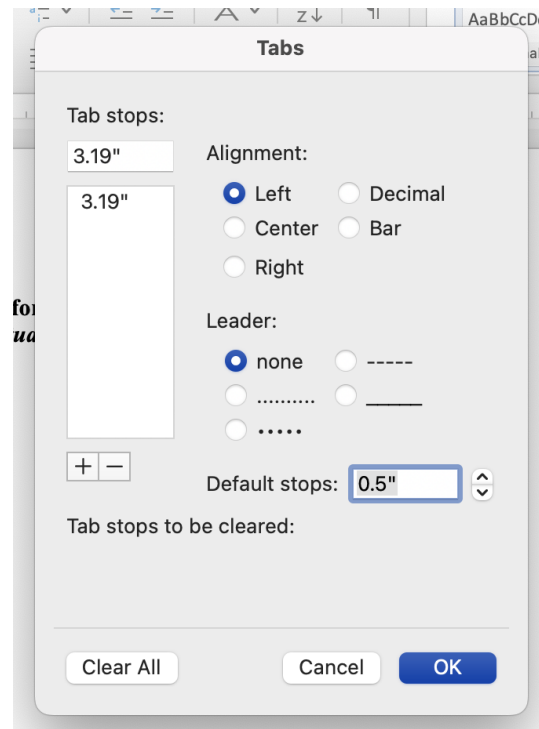 AaBbCcD
Tabs
Tab stops:
3.19"
Alignment:
3.19"
Left
Decimal
Center
Bar
Right
for
Leader:
none
-----
..........
_____
•••••
+ −
Default stops: 0.5"
Tab stops to be cleared:
Clear All
Cancel
OK